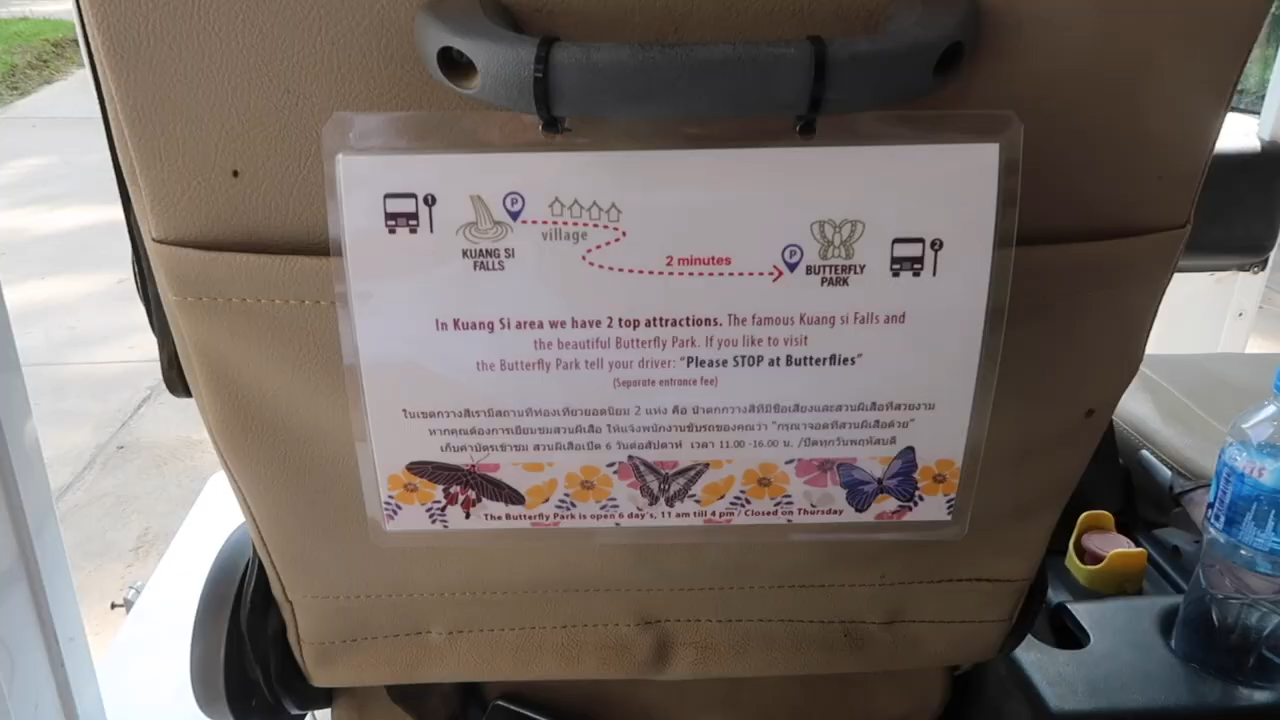 1
P
village
KUANG SI
FALLS
2 minutes
P
BUTTERFLY
PARK
2
In Kuang Si area we have 2 top attractions. The famous Kuang si Falls and
the beautiful Butterfly Park. If you like to visit
the Butterfly Park tell your driver: “Please STOP at Butterflies”
(Separate entrance fee)
ในเขตกวางสีเรามีสถานที่ท่องเที่ยวยอดนิยม 2 แห่ง คือ น้ำตกกวางสีที่มีชื่อเสียงและสวนผีเสื้อที่สวยงาม
หากคุณต้องการเยี่ยมชมสวนผีเสื้อ ให้แจ้งพนักงานขับรถของคุณว่า “กรุณาจอดที่สวนผีเสื้อด้วย”
เก็บค่าบัตรเข้าชม สวนผีเสื้อเปิด 6 วันต่อสัปดาห์ เวลา 11.00 -16.00 น. /ปิดทุกวันพฤหัสบดี
The Butterfly Park is open 6 day's, 11 am till 4 pm / Closed on Thursday